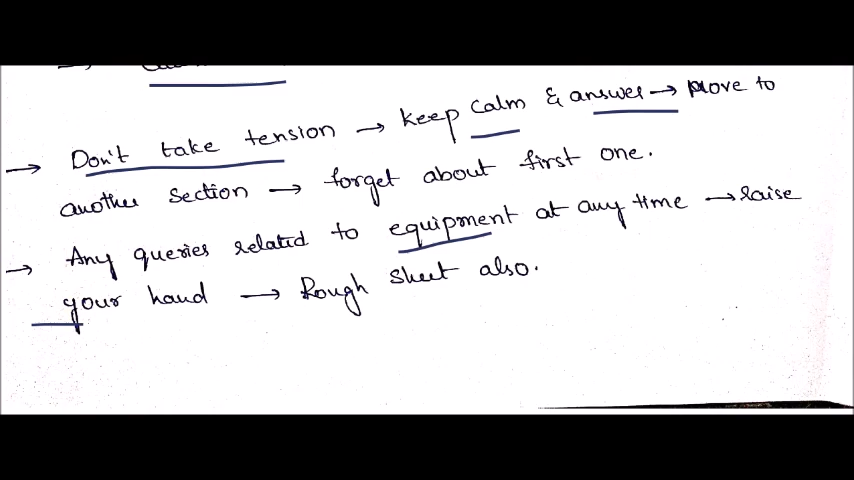 → Don't take tension → keep calm & answer → move to
another section → forget about first one.
→ Any queries related to equipment at any time → raise
your hand → Rough sheet also.